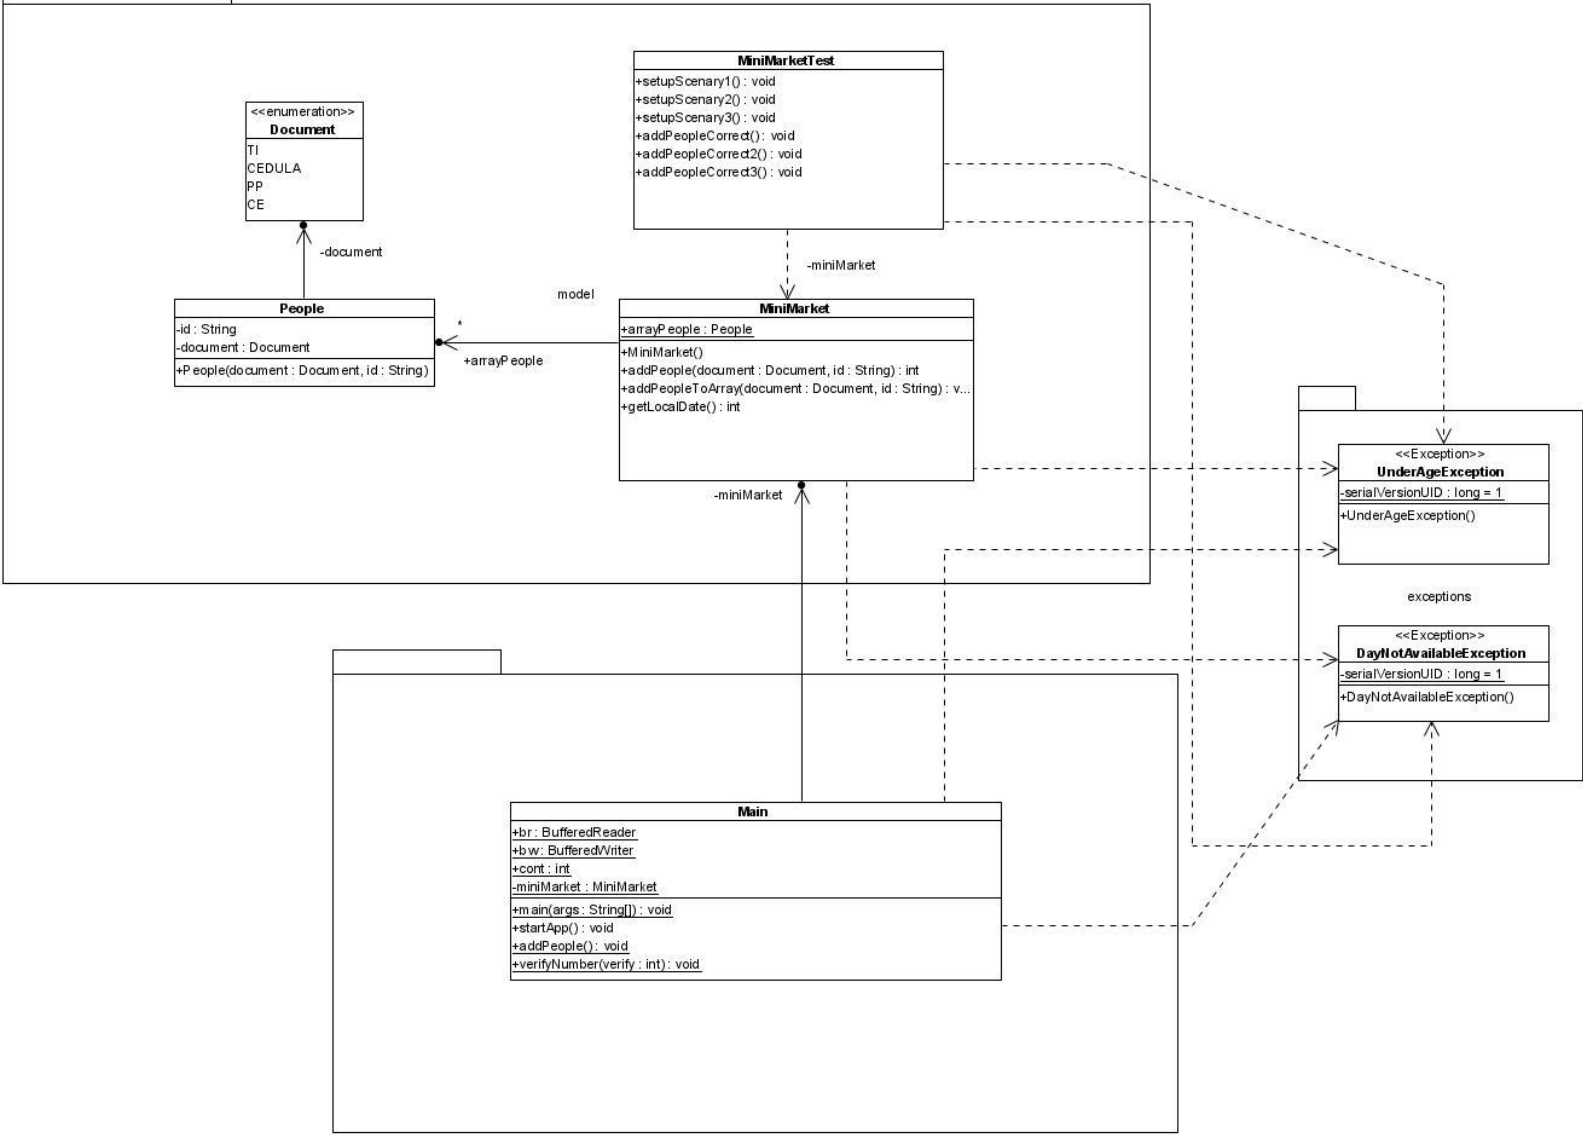 MiniMarketTest
+setupScenary1() : void
+setupScenary2() : void
+setupScenary3() : void
+addPeopleCorrect() : void
+addPeopleCorrect2() : void
+addPeopleCorrect3() : void
<<enumeration>>
Document
TI
CEDULA
PP
CE
-document
-miniMarket
model
People
-id : String
-document : Document
+People(document : Document, id : String)
*
+arrayPeople
MiniMarket
+arrayPeople : People
+MiniMarket()
+addPeople(document : Document, id : String) : int
+addPeopleToArray(document : Document, id : String) : v...
+getLocalDate() : int
-miniMarket
<<Exception>>
UnderAgeException
-serialVersionUID : long = 1
+UnderAgeException()
exceptions
<<Exception>>
DayNotAvailableException
-serialVersionUID : long = 1
+DayNotAvailableException()
Main
+br : BufferedReader
+bw : BufferedWriter
+cont : int
-miniMarket : MiniMarket
+main(args : String[]) : void
+startApp() : void
+addPeople() : void
+verifyNumber(verify : int) : void